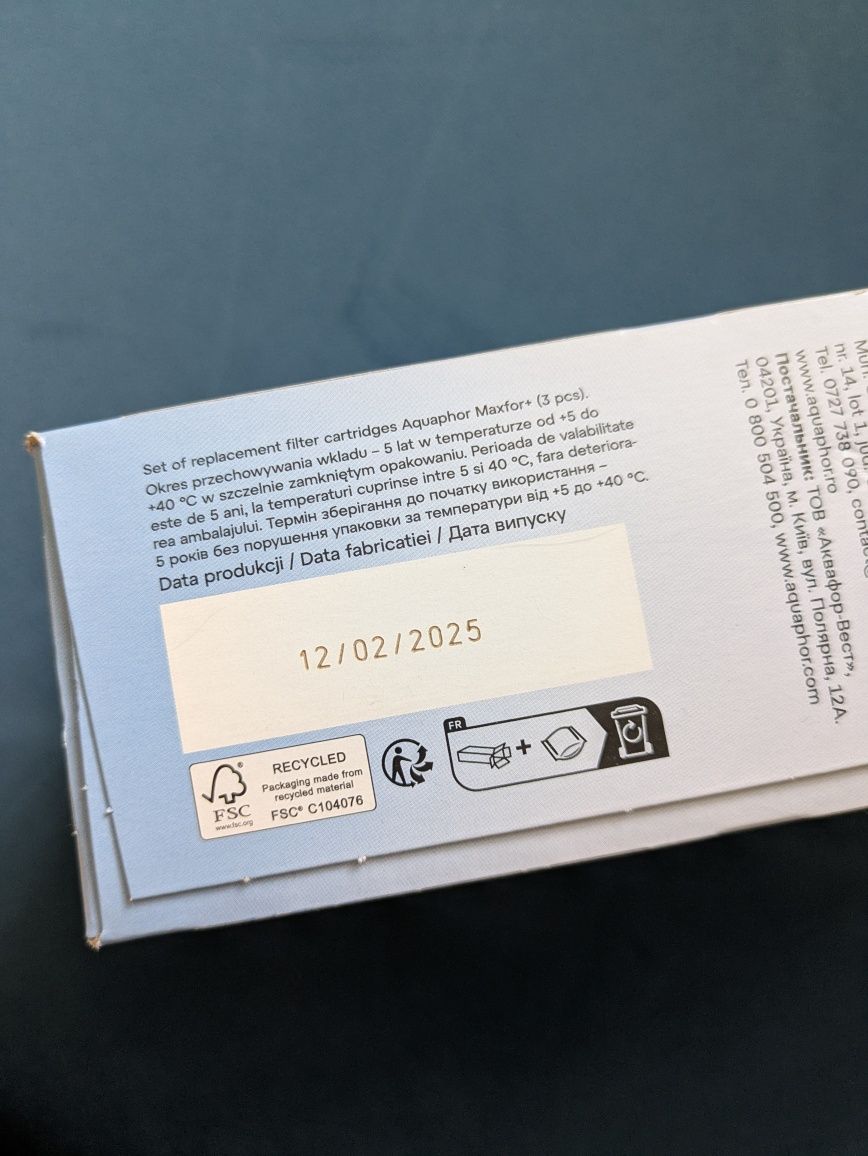 Set of replacement filter cartridges Aquaphor Maxfor+ (3 pcs).
Okres przechowywania wkladu – 5 lat w temperaturze od +5 do
+40 °C w szczelnie zamkniętym opakowaniu. Perioada de valabilitate
este de 5 ani, la temperaturi cuprinse intre 5 si 40 °C, fara deteriora-
rea ambalajului. Термін зберігання до початку використання –
5 років без порушення упаковки за температури від +5 до +40 °С.
Data produkcji / Data fabricatiei / Дата випуску
12/02/2025
FSC
www.fsc.org
RECYCLED
Packaging made from
recycled material
FSC® C104076
FR
nr. 14, lot 1,
Tel. 0727 738 090,
www.aquaphor.ro
Постачальник: ТОВ «Аквафор-Вест»,
04201, Україна, м. Київ, вул. Полярна, 12А.
Тел. 0 800 504 500, www.aquaphor.com